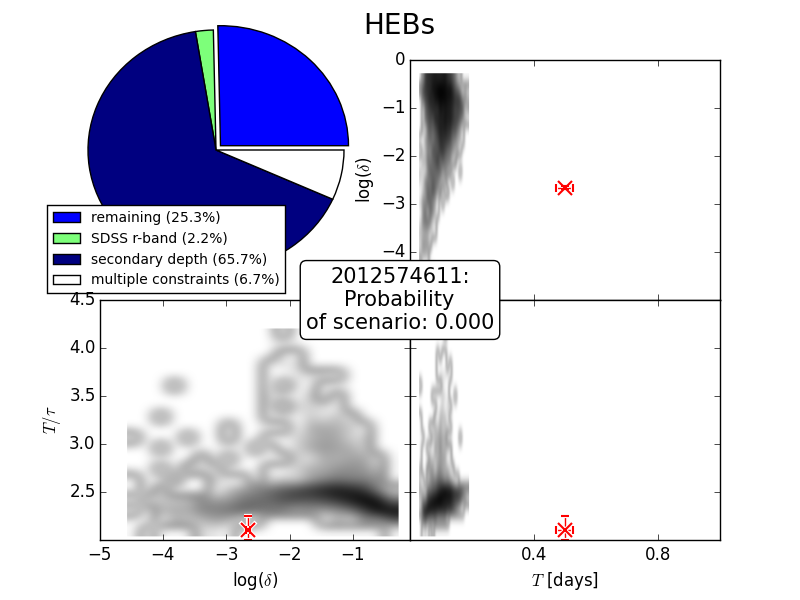 HEBs
remaining (25.3%)
SDSS r-band (2.2%)
secondary depth (65.7%)
multiple constraints (6.7%)
0
−1
−2
−3
−4
log(δ)
2012574611:
Probability
of scenario: 0.000
4.5
4.0
3.5
3.0
2.5
T/τ
−5 −4 −3 −2 −1
log(δ)
0.4 0.8
T [days]